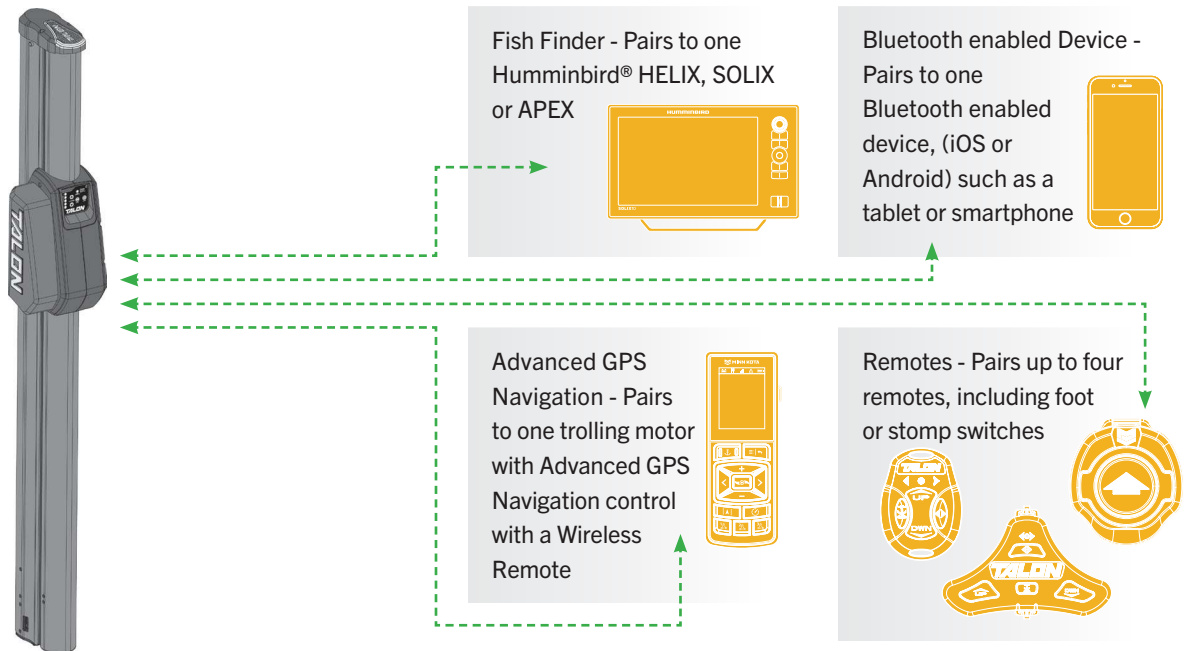 TALON
TALON
Fish Finder - Pairs to one
Humminbird® HELIX, SOLIX
or APEX
HUMMINBIRD
Bluetooth enabled Device -
Pairs to one
Bluetooth enabled
device, (iOS or
Android) such as a
tablet or smartphone
Advanced GPS
Navigation - Pairs
to one trolling motor
with Advanced GPS
Navigation control
with a Wireless
Remote
MINN KOTA
Remotes - Pairs up to four
remotes, including foot
or stomp switches
TALON
UP
DWN
TALON